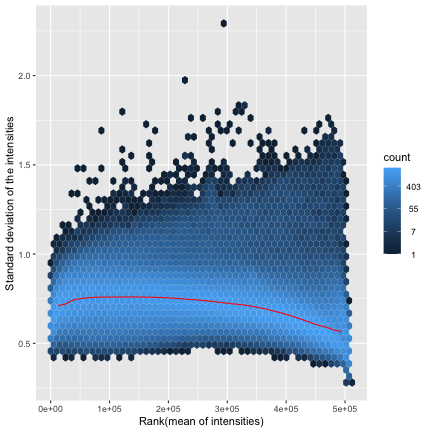 2.0
1.5
1.0
0.5
Standard deviation of the intensities
0e+00 1e+05 2e+05 3e+05 4e+05 5e+05
Rank(mean of intensities)
count
403
55
7
1